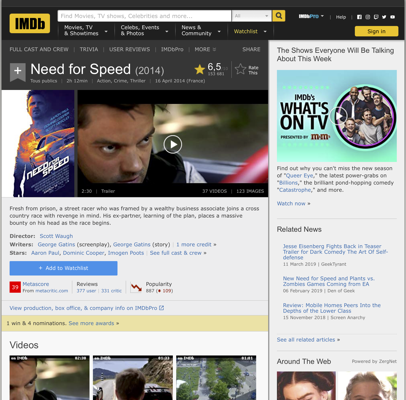 IMDb
Find Movies, TV shows, Celebrities and more...
All
Movies, TV
& Showtimes
Celebs, Events
& Photos
News &
Community
Watchlist
IMDbPro
Help
Sign in
FULL CAST AND CREW | TRIVIA | USER REVIEWS | IMDbPro | MORE
SHARE
Need for Speed (2014)
6,5
Rate
This
Tous publics | 2h 12min | Action, Crime, Thriller | 16 April 2014 (France)
NEED FOR SPEED
2:30 | Trailer
37 VIDEOS | 123 IMAGES
Fresh from prison, a street racer who was framed by a wealthy business associate joins a cross
country race with revenge in mind. His ex-partner, learning of the plan, places a massive
bounty on his head as the race begins.
Director: Scott Waugh
Writers: George Gatins (screenplay), George Gatins (story) | 1 more credit »
Stars: Aaron Paul, Dominic Cooper, Imogen Poots | See full cast & crew »
+ Add to Watchlist
39
Metascore
From metacritic.com
Reviews
377 user | 331 critic
Popularity
887 (109)
View production, box office, & company info on IMDbPro
1 win & 4 nominations. See more awards »
Videos
02:30
The Shows Everyone Will Be Talking
About This Week
IMDb's
WHAT'S
ON TV
PRESENTED BY
Find out why you can't miss the new season
of "Queer Eye," the latest power-grabs on
"Billions," the brilliant pond-hopping comedy
"Catastrophe," and more.
Watch now »
Related News
Jesse Eisenberg Fights Back in Teaser
Trailer for Dark Comedy The Art Of Self-
defense
11 March 2019 | GeekTyrant
New Need for Speed and Plants vs.
Zombies Games Coming from EA
06 February 2019 | Den of Geek
Review: Mobile Homes Peers Into the
Depths of the Lower Class
15 November 2018 | Screen Anarchy
See all related articles »
Around The Web
Powered by ZergNet